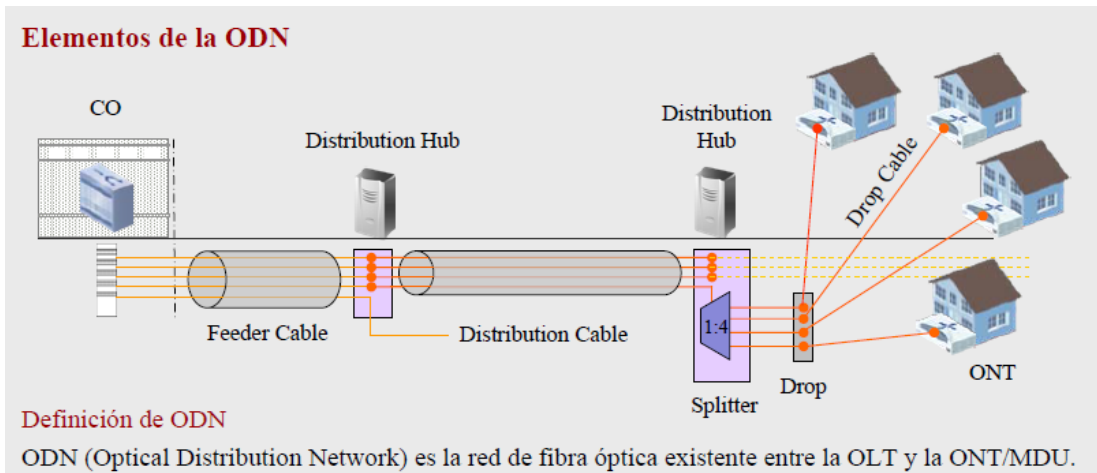 Elementos de la ODN
CO
Distribution Hub
Distribution
Hub
Drop Cable
1:4
Feeder Cable
Distribution Cable
Splitter
Drop
ONT
Definición de ODN
ODN (Optical Distribution Network) es la red de fibra óptica existente entre la OLT y la ONT/MDU.